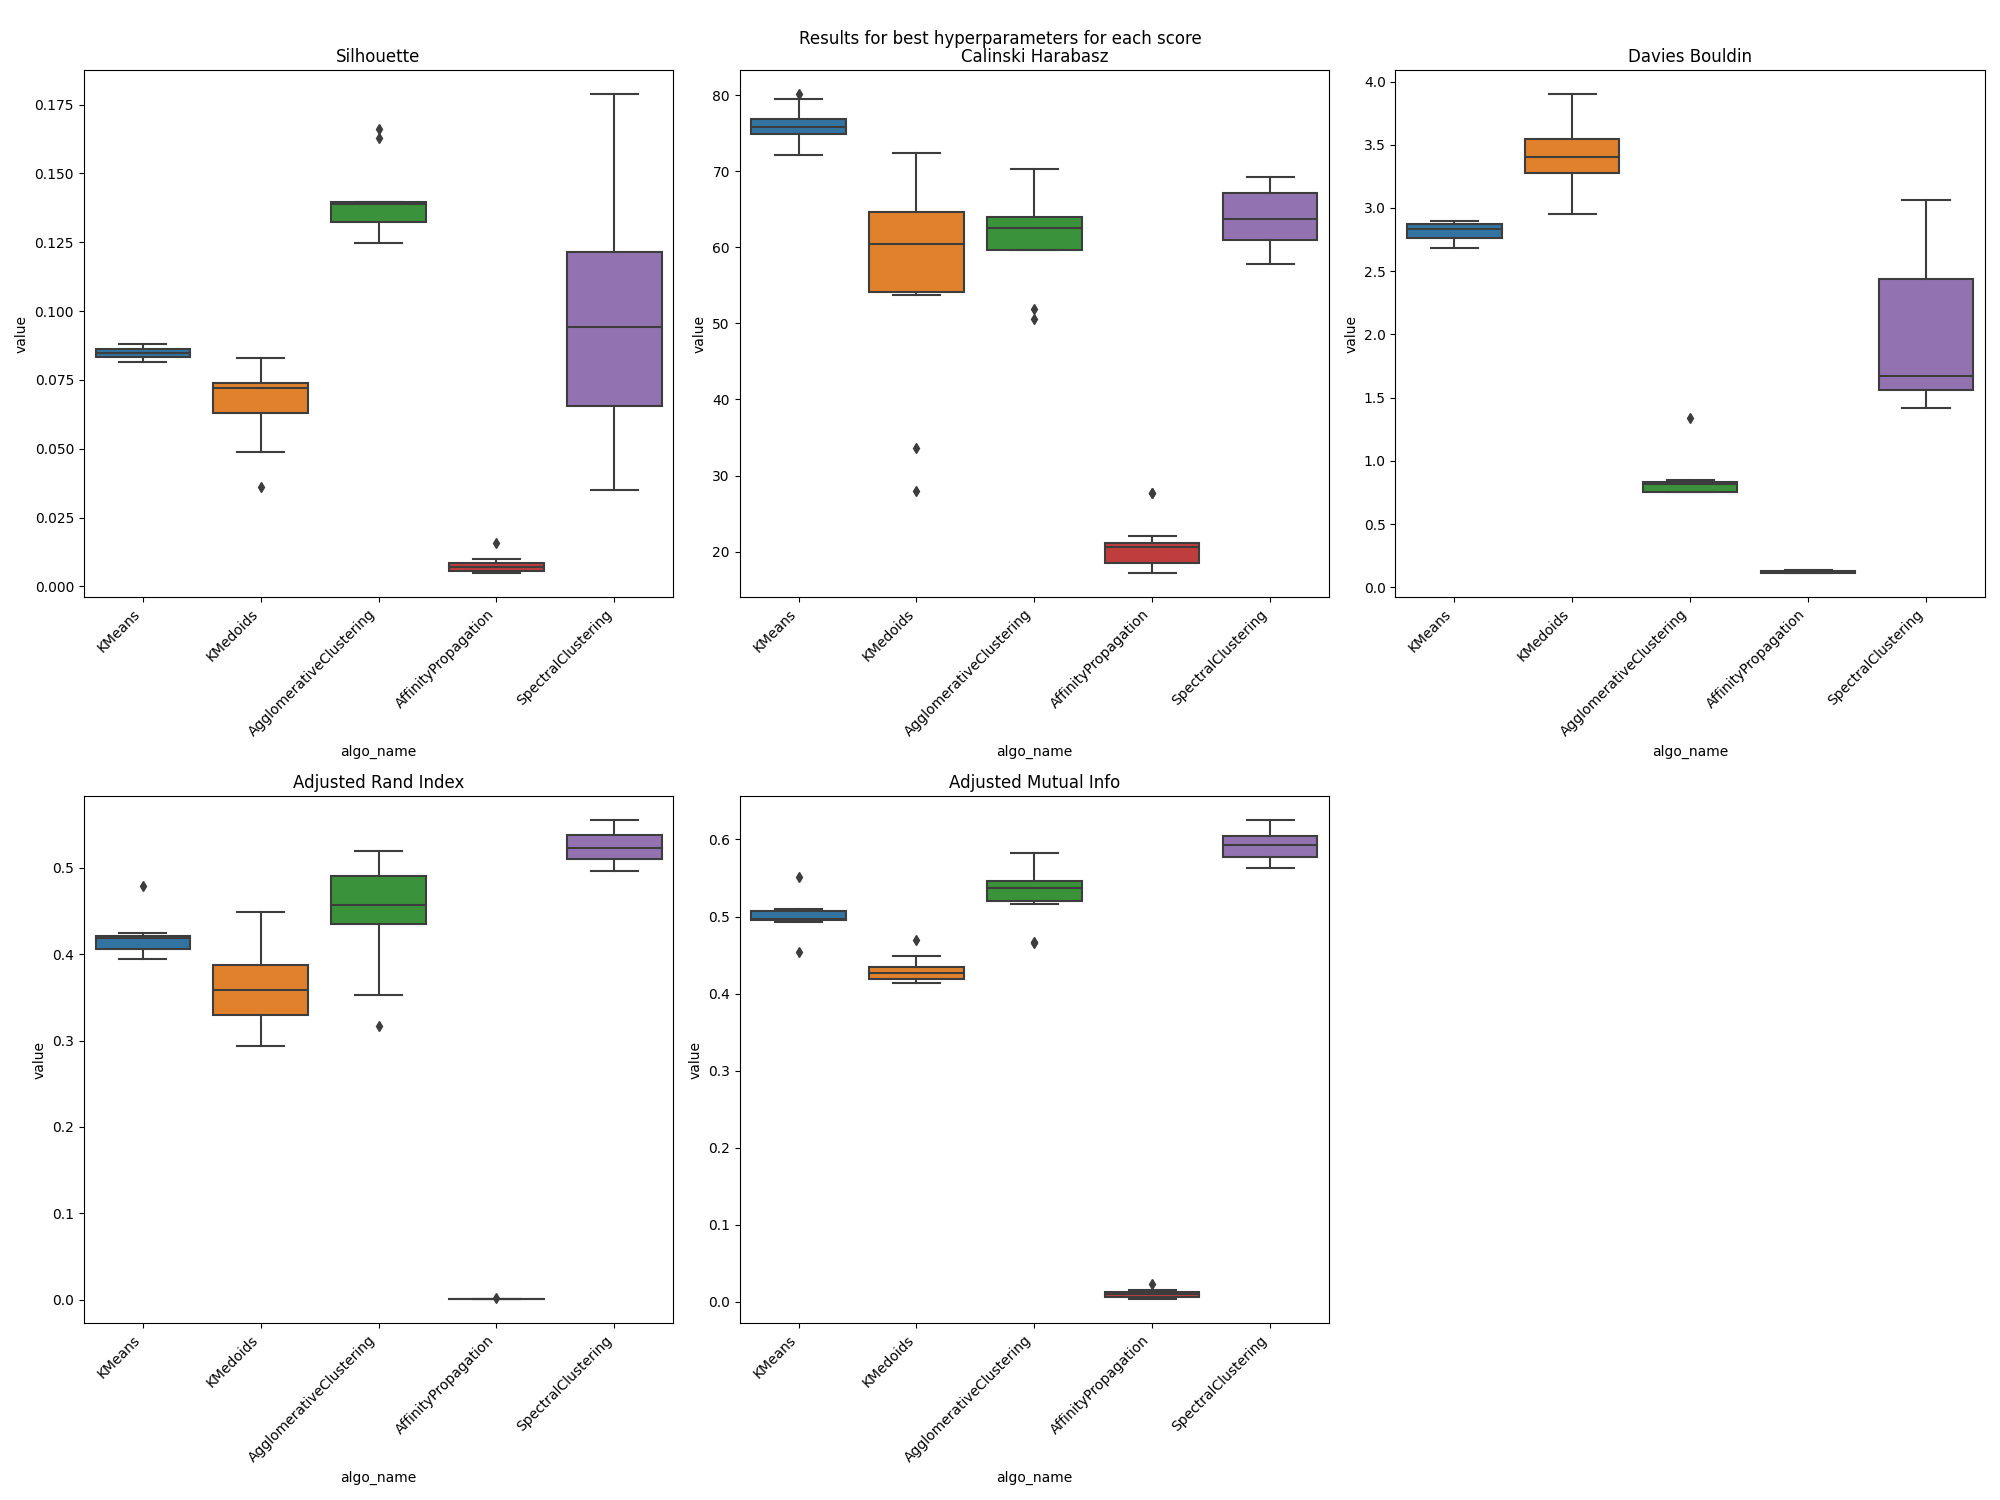 Results for best hyperparameters for each score
Silhouette
value
0.175
0.150
0.125
0.100
0.075
0.050
0.025
0.000
KMeans
KMedoids
AgglomerativeClustering
AffinityPropagation
SpectralClustering
algo_name
Calinski Harabasz
value
80
70
60
50
40
30
20
KMeans
KMedoids
AgglomerativeClustering
AffinityPropagation
SpectralClustering
algo_name
Davies Bouldin
value
4.0
3.5
3.0
2.5
2.0
1.5
1.0
0.5
0.0
KMeans
KMedoids
AgglomerativeClustering
AffinityPropagation
SpectralClustering
algo_name
Adjusted Rand Index
value
0.5
0.4
0.3
0.2
0.1
0.0
KMeans
KMedoids
AgglomerativeClustering
AffinityPropagation
SpectralClustering
algo_name
Adjusted Mutual Info
value
0.6
0.5
0.4
0.3
0.2
0.1
0.0
KMeans
KMedoids
AgglomerativeClustering
AffinityPropagation
SpectralClustering
algo_name